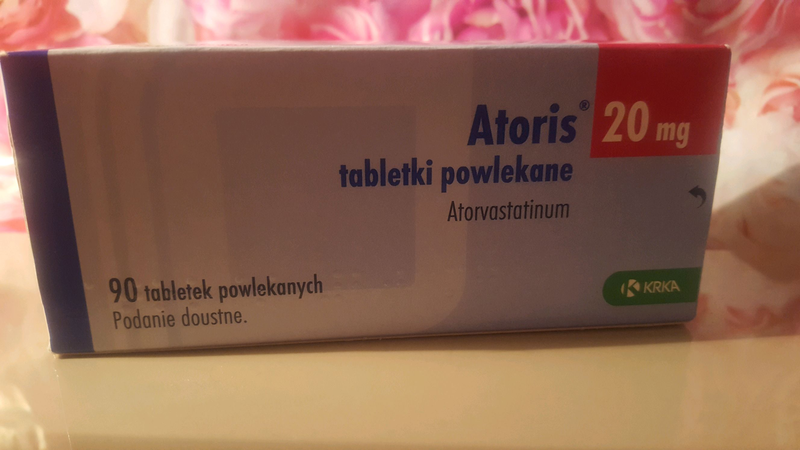 Atoris® 20 mg
tabletki powlekane
Atorvastatinum
90 tabletek powlekanych
Podanie doustne.
KRKA